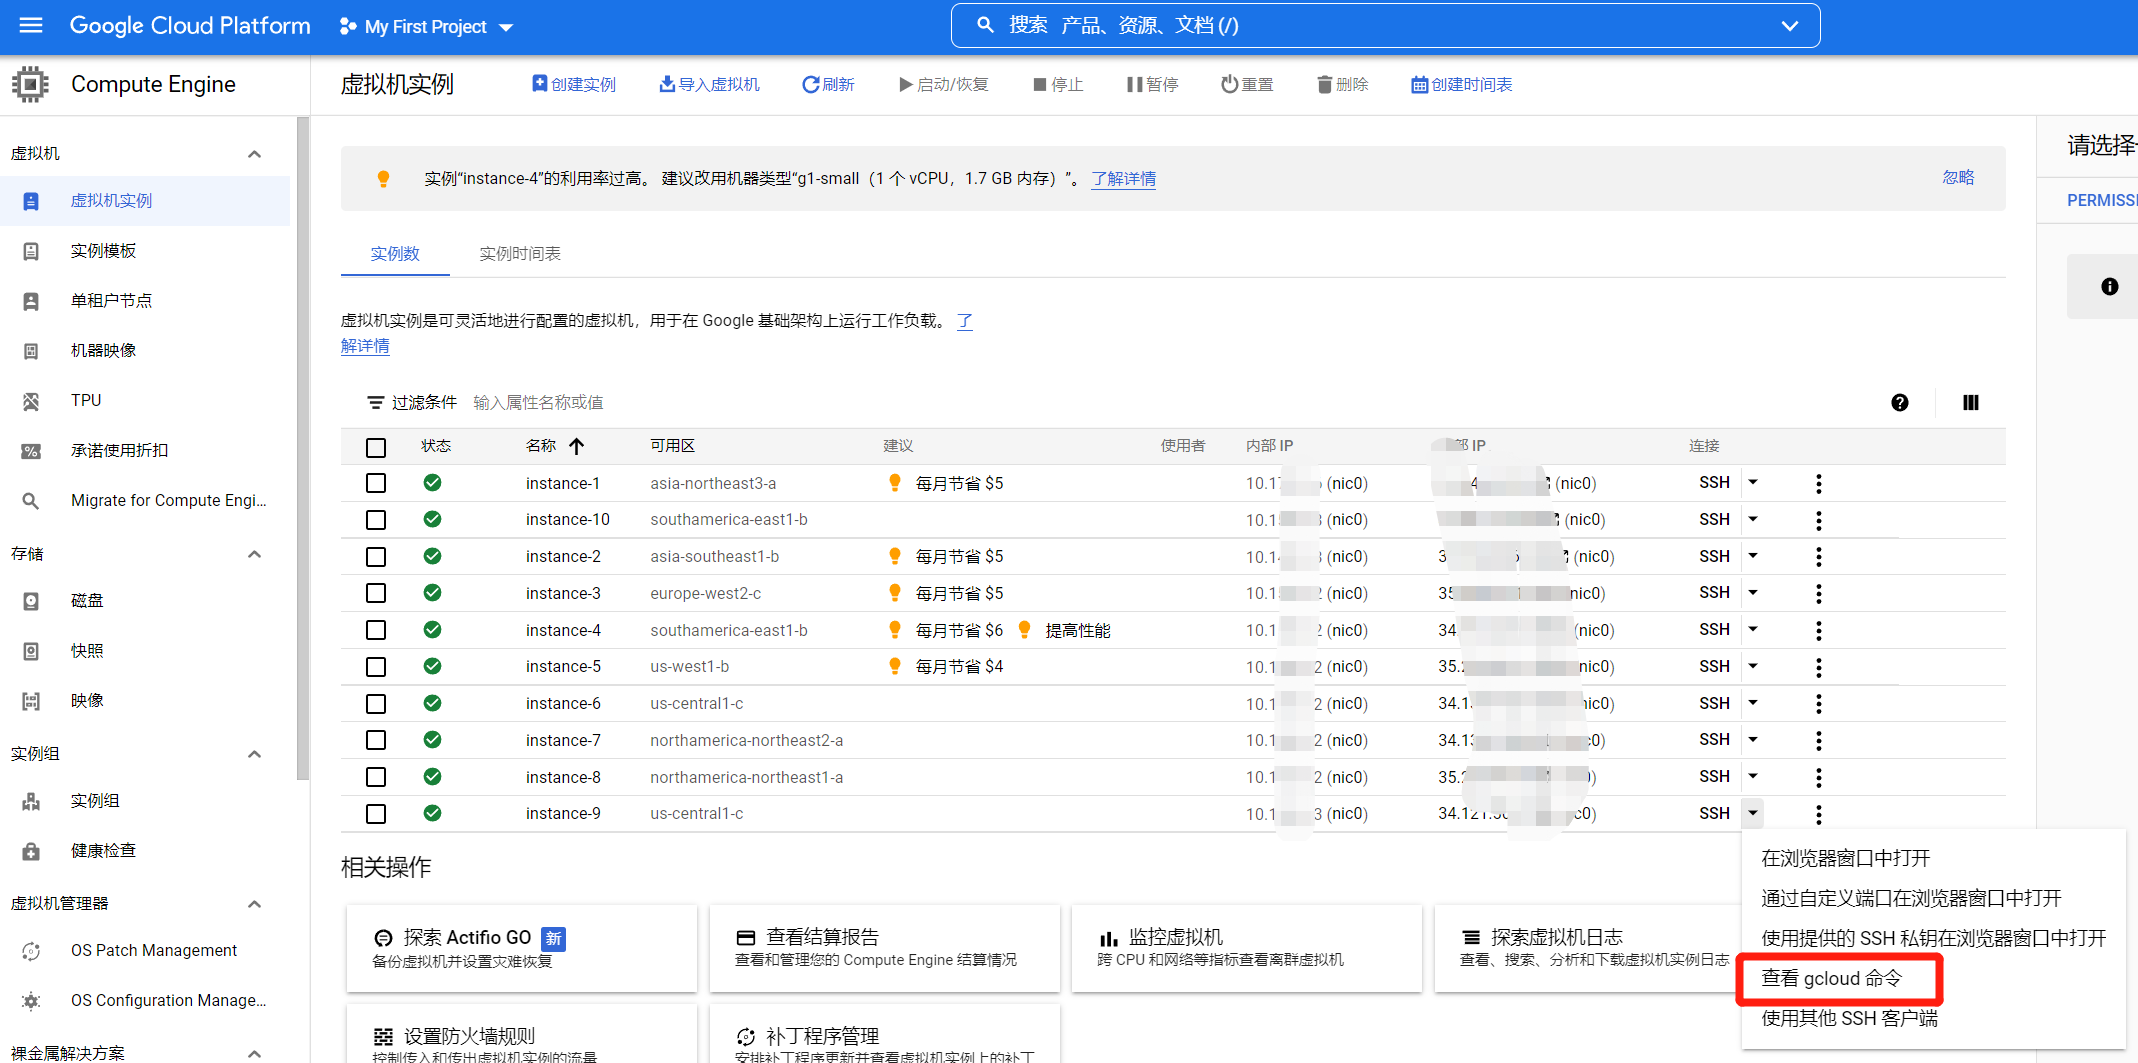 Google Cloud Platform My First Project 搜索 产品、资源、文档 (/)
Compute Engine
虚拟机实例 创建实例 导入虚拟机 刷新 启动/恢复 停止 暂停 重置 删除 创建时间表
虚拟机
虚拟机实例
实例模板
单租户节点
机器映像
TPU
承诺使用折扣
Migrate for Compute Engi...
存储
磁盘
快照
映像
实例组
实例组
健康检查
虚拟机管理器
OS Patch Management
OS Configuration Manage...
裸金属解决方案
实例“instance-4”的利用率过高。 建议改用机器类型“g1-small（1 个 vCPU，1.7 GB 内存）”。 了解详情 忽略
实例数 实例时间表
虚拟机实例是可灵活地进行配置的虚拟机，用于在 Google 基础架构上运行工作负载。 了
解详情
过滤条件 输入属性名称或值
状态 名称 可用区 建议 使用者 内部 IP 部 IP 连接
instance-1 asia-northeast3-a 每月节省 $5 10.17 (nic0) (nic0) SSH
instance-10 southamerica-east1-b 10.15 3 (nic0) (nic0) SSH
instance-2 asia-southeast1-b 每月节省 $5 10.14 3 (nic0) 3 (nic0) SSH
instance-3 europe-west2-c 每月节省 $5 10.15 2 (nic0) 35 nic0) SSH
instance-4 southamerica-east1-b 每月节省 $6 提高性能 10.1 2 (nic0) 34. (nic0) SSH
instance-5 us-west1-b 每月节省 $4 10.1 2 (nic0) 35.2 nic0) SSH
instance-6 us-central1-c 10.1 2 (nic0) 34.1 nic0) SSH
instance-7 northamerica-northeast2-a 10.1 2 (nic0) 34.13 c0) SSH
instance-8 northamerica-northeast1-a 10.1 2 (nic0) 35.2 ) SSH
instance-9 us-central1-c 10.1 3 (nic0) 34.121. c0) SSH
在浏览器窗口中打开
通过自定义端口在浏览器窗口中打开
使用提供的 SSH 私钥在浏览器窗口中打开
查看 gcloud 命令
使用其他 SSH 客户端
相关操作
探索 Actifio GO 新
备份虚拟机并设置灾难恢复
查看结算报告
查看和管理您的 Compute Engine 结算情况
监控虚拟机
跨 CPU 和网络等指标查看离群虚拟机
探索虚拟机日志
查看、搜索、分析和下载虚拟机实例日志
设置防火墙规则
控制传入和传出虚拟机实例的流量
补丁程序管理
安排补丁程序更新并查看虚拟机实例上的补丁
请选择
PERMISSI